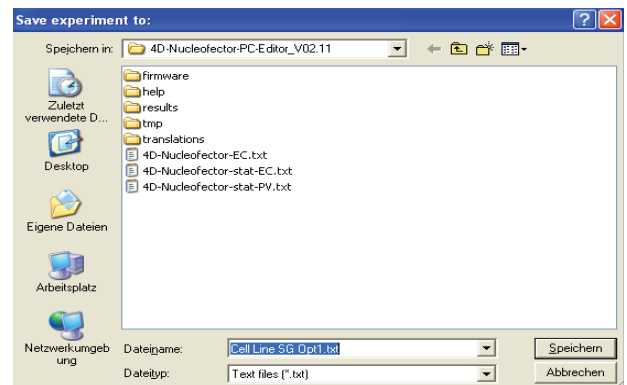 Save experiment to:
Speichern in: 4D-Nucleofector-PC-Editor_V02.11
Zuletzt
verwendete D...
Desktop
Eigene Dateien
Arbeitsplatz
Netzwerkumgeb
ung
firmware
help
results
tmp
translations
4D-Nucleofector-EC.txt
4D-Nucleofector-stat-EC.txt
4D-Nucleofector-stat-PV.txt
Dateiname: Cell Line SG Opt1.txt Speichern
Dateityp: Text files (*.txt) Abbrechen